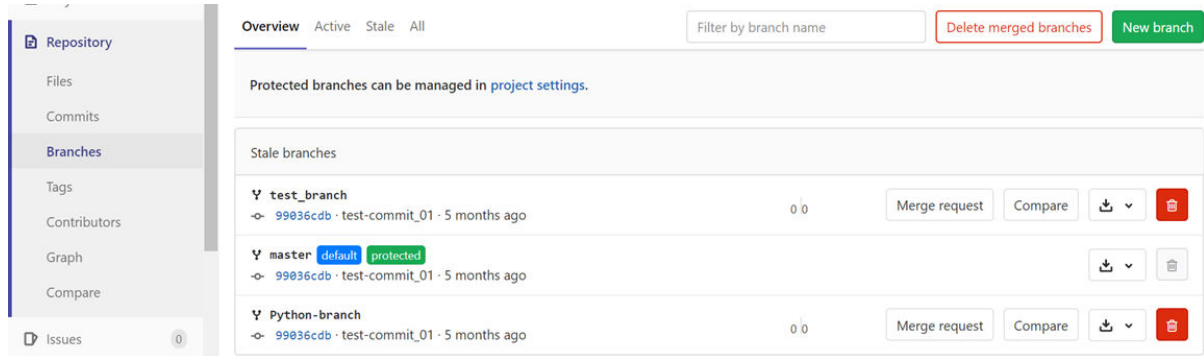 Overview Active Stale All Filter by branch name Delete merged branches New branch
Repository
Files
Protected branches can be managed in project settings.
Commits
Branches
Stale branches
Tags
test_branch
99036cdb · test-commit_01 · 5 months ago 0 0 Merge request Compare
Contributors
Graph
master default protected
99036cdb · test-commit_01 · 5 months ago
Compare
Python-branch
99036cdb · test-commit_01 · 5 months ago 0 0 Merge request Compare
Issues 0